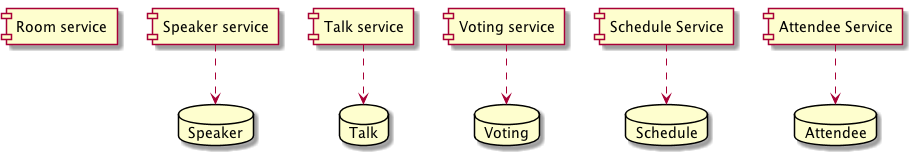 Room service
Speaker service
Talk service
Voting service
Schedule Service
Attendee Service
Speaker
Talk
Voting
Schedule
Attendee